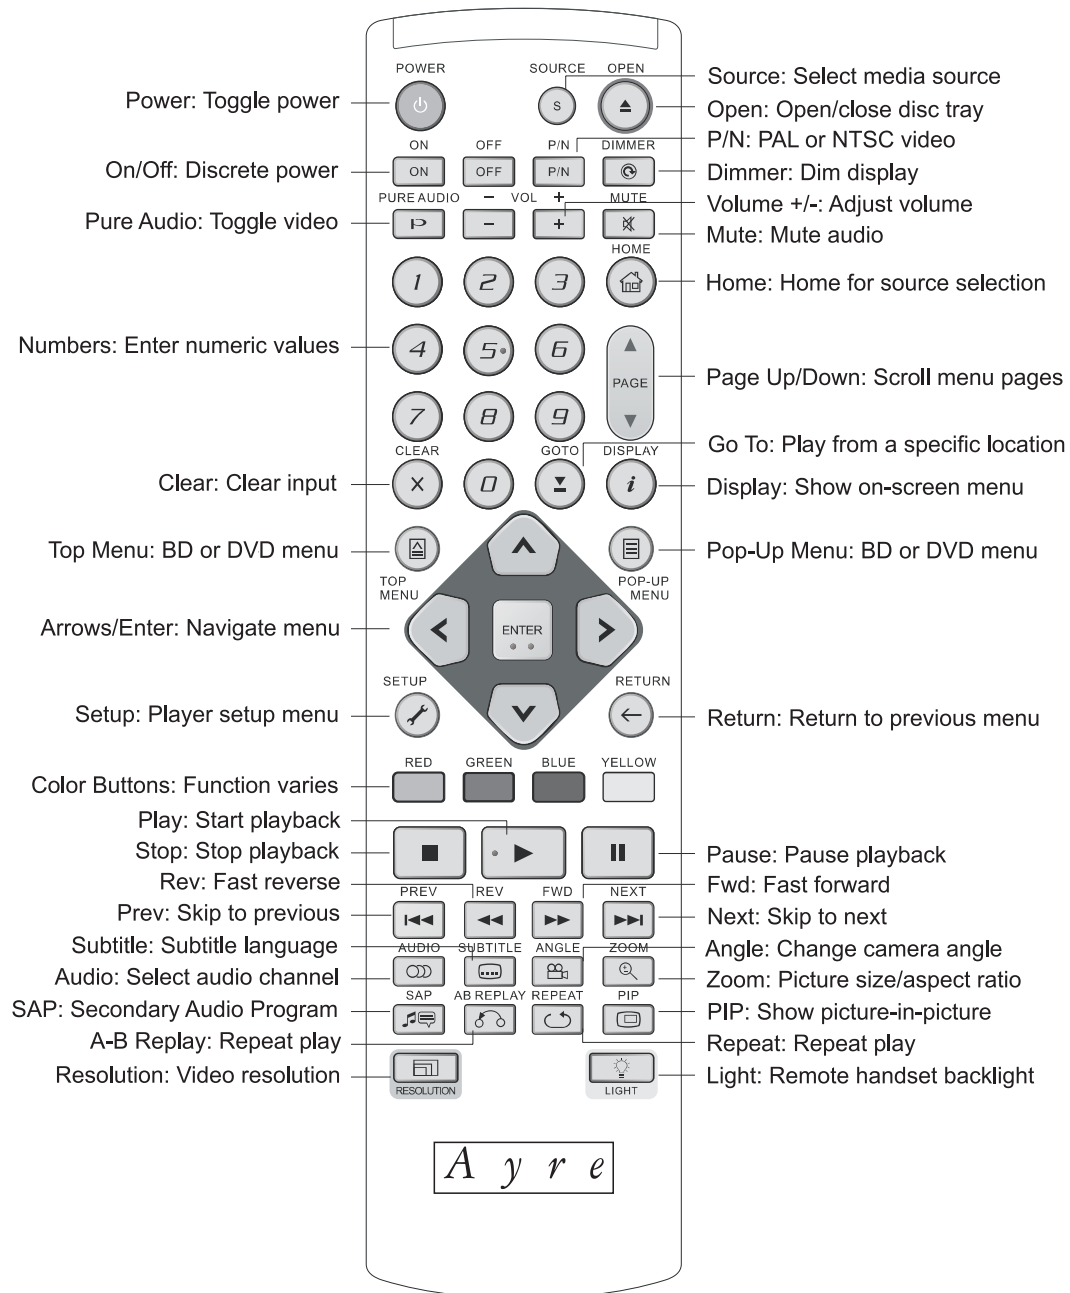 POWER
SOURCE OPEN
Source: Select media source
Power: Toggle power
S
Open: Open/close disc tray
P/N: PAL or NTSC video
ON OFF P/N DIMMER
On/Off: Discrete power
ON OFF P/N
Dimmer: Dim display
PURE AUDIO − VOL + MUTE
Volume +/-: Adjust volume
Pure Audio: Toggle video
P − +
Mute: Mute audio
HOME
1 2 3
Home: Home for source selection
Numbers: Enter numeric values
4 5 6
PAGE
Page Up/Down: Scroll menu pages
7 8 9
Go To: Play from a specific location
CLEAR GOTO DISPLAY
Clear: Clear input
X 0 i
Display: Show on-screen menu
Top Menu: BD or DVD menu
Pop-Up Menu: BD or DVD menu
TOP
MENU
POP-UP
MENU
Arrows/Enter: Navigate menu
ENTER
SETUP RETURN
Setup: Player setup menu
Return: Return to previous menu
RED GREEN BLUE YELLOW
Color Buttons: Function varies
Play: Start playback
Stop: Stop playback
Pause: Pause playback
Rev: Fast reverse
Fwd: Fast forward
PREV REV FWD NEXT
Prev: Skip to previous
Next: Skip to next
Subtitle: Subtitle language
Angle: Change camera angle
AUDIO SUBTITLE ANGLE ZOOM
Audio: Select audio channel
Zoom: Picture size/aspect ratio
SAP AB REPLAY REPEAT PIP
SAP: Secondary Audio Program
PIP: Show picture-in-picture
A-B Replay: Repeat play
Repeat: Repeat play
Resolution: Video resolution
Light: Remote handset backlight
RESOLUTION LIGHT
Ayre